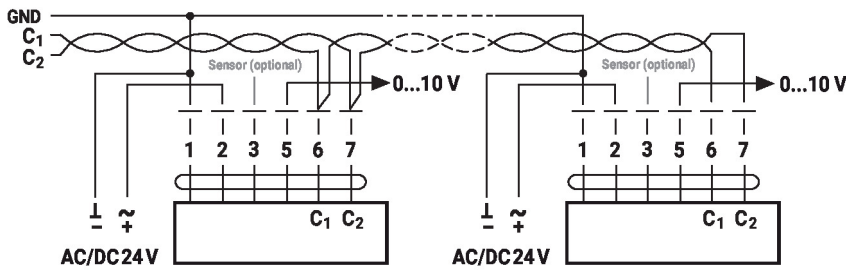 GND
C1
C2
Sensor (optional)
0...10 V
Sensor (optional)
0...10 V
1 2 3 5 6 7
1 2 3 5 6 7
⊥ ~
- +
C1 C2
⊥ ~
- +
C1 C2
AC/DC 24 V
AC/DC 24 V